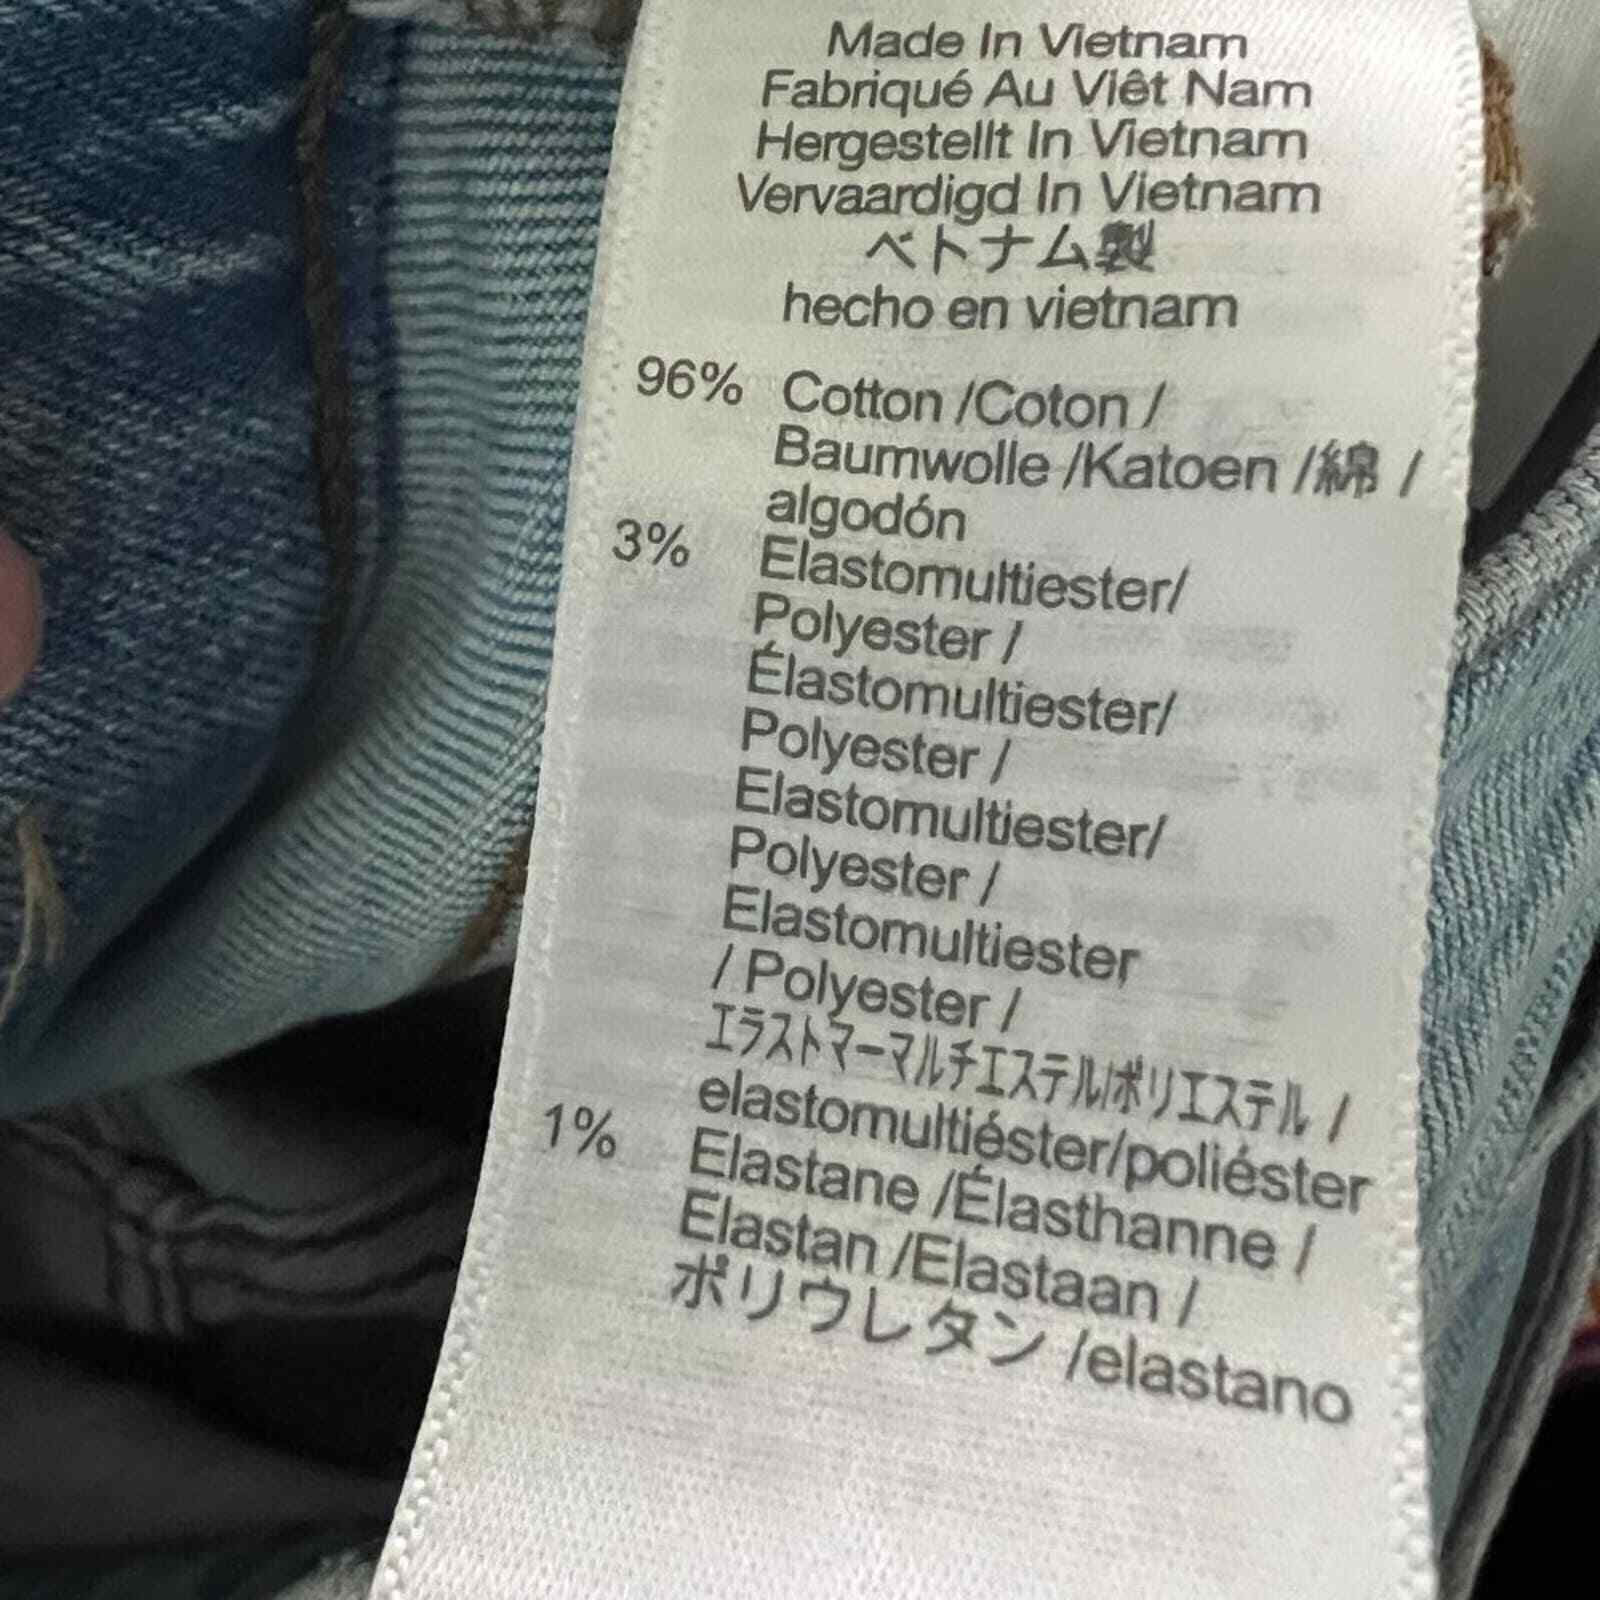 Made In Vietnam
Fabriqué Au Viêt Nam
Hergestellt In Vietnam
Vervaardigd In Vietnam
ベトナム製
hecho en vietnam
96% Cotton /Coton /
Baumwolle /Katoen /綿 /
algodón
3% Elastomultiester/
Polyester /
Élastomultiester/
Polyester /
Elastomultiester/
Polyester /
Elastomultiester
/ Polyester /
エラストマーマルチエステル/ポリエステル /
elastomultiéster/poliéster
1% Elastane /Élasthanne /
Elastan /Elastaan /
ポリウレタン /elastano